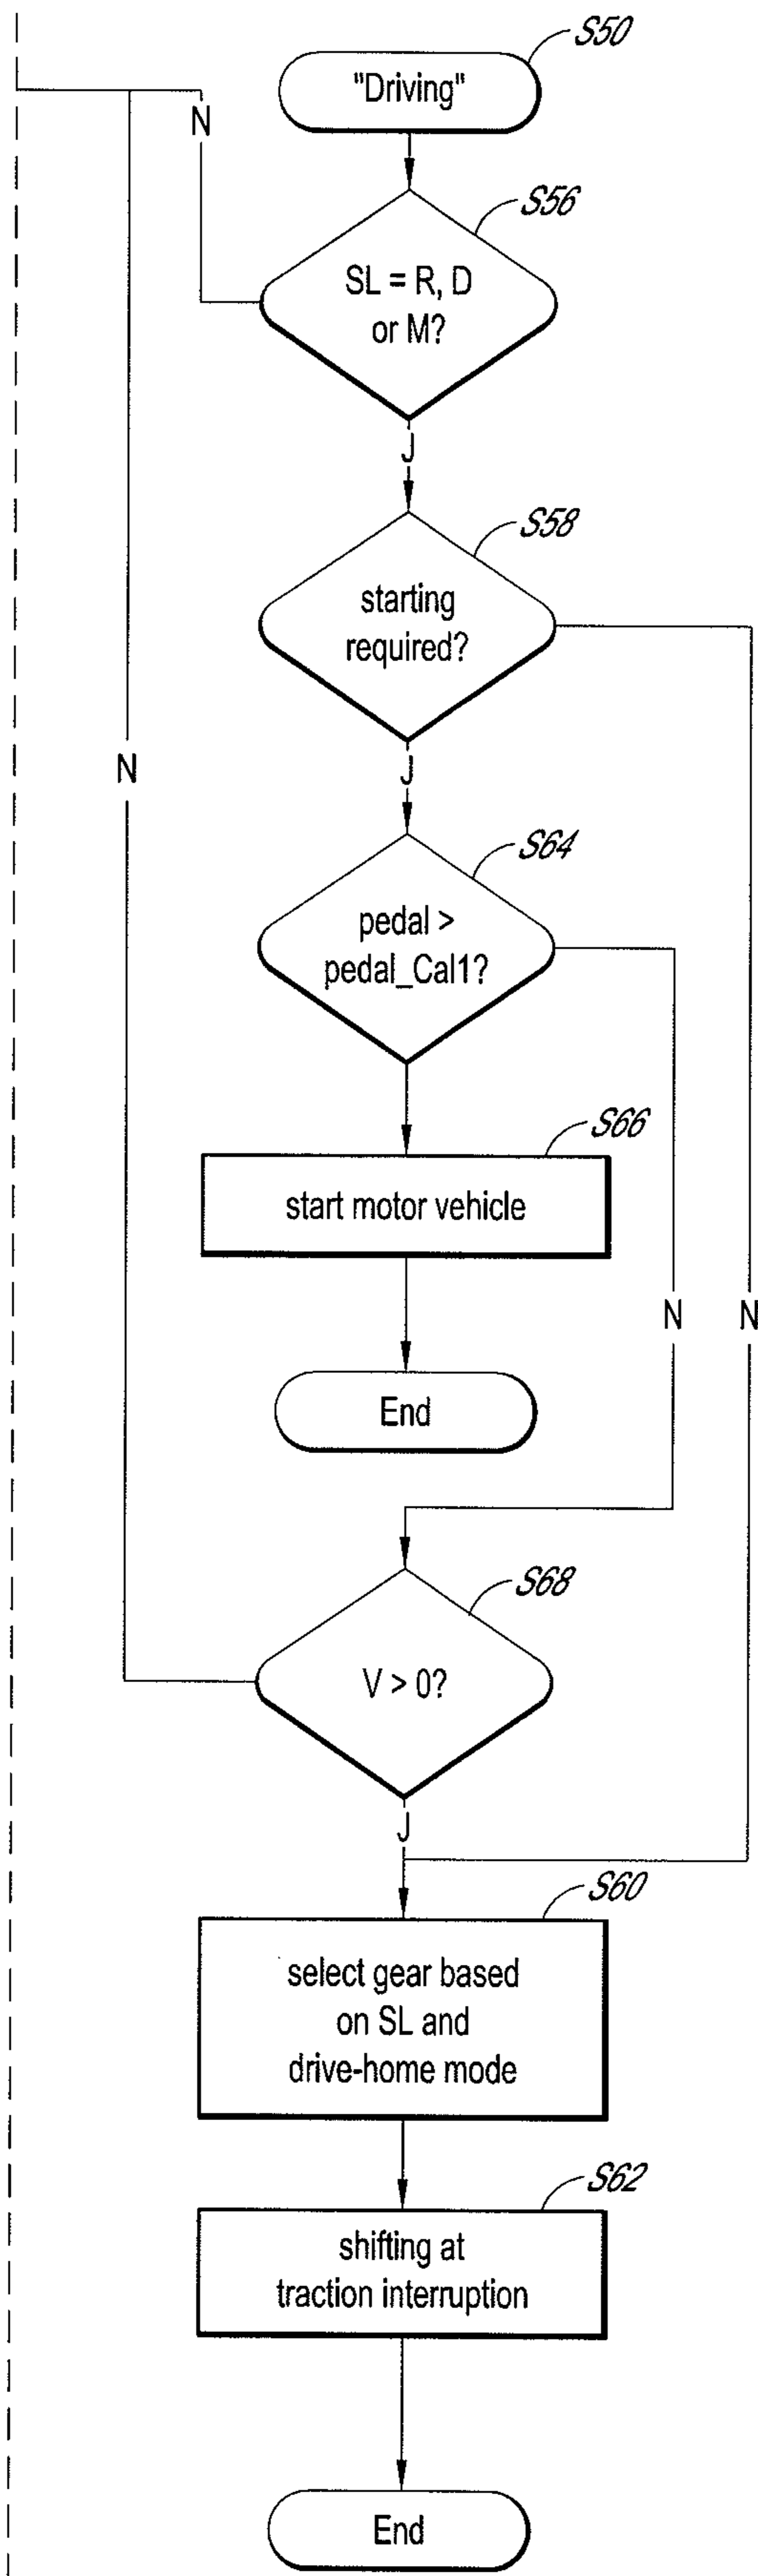 S50
"Driving"
N
S56
SL = R, D
or M?
J
S58
starting
required?
N
J
S64
pedal >
pedal_Cal1?
S66
start motor vehicle
N
N
End
S68
V > 0?
J
S60
select gear based
on SL and
drive-home mode
S62
shifting at
traction interruption
End